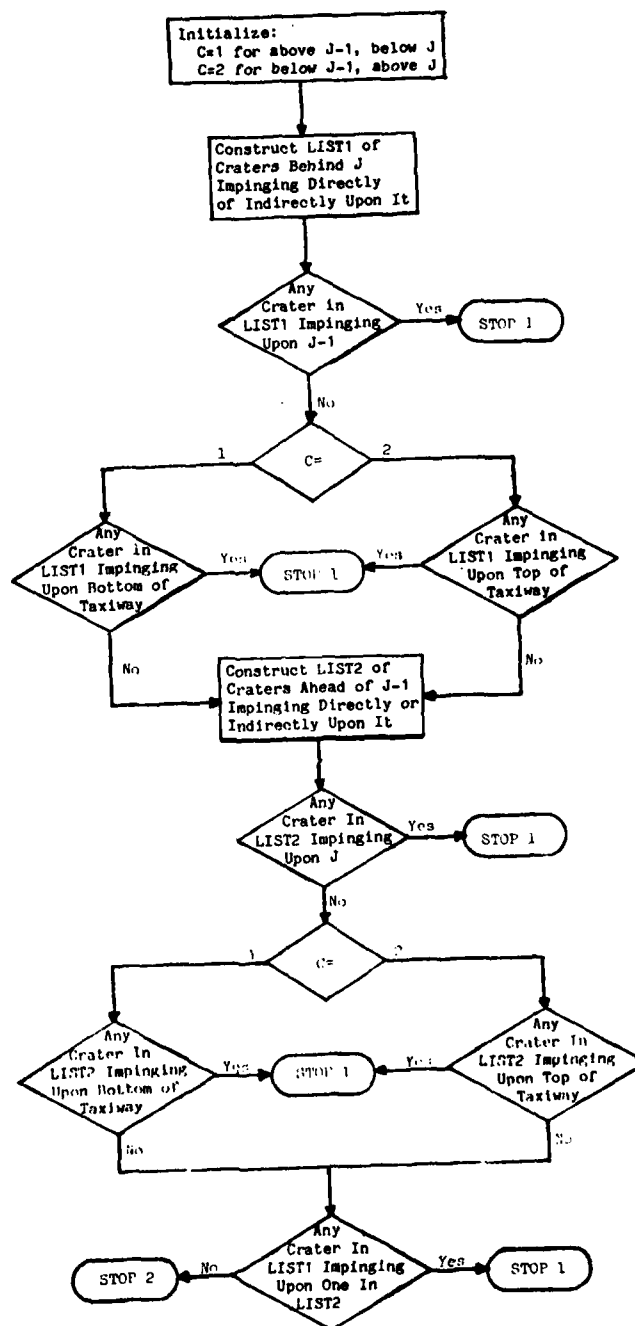 Initialize:
C=1 for above J-1, below J
C=2 for below J-1, above J
Construct LIST1 of
Craters Behind J
Impinging Directly
of Indirectly Upon It
Any
Crater in
LIST1 Impinging
Upon J-1
Yes
STOP 1
No
1
C=
2
Any
Crater in
LIST1 Impinging
Upon Bottom of
Taxiway
Yes
STOP 1
Yes
Any
Crater in
LIST1 Impinging
Upon Top of
Taxiway
No
No
Construct LIST2 of
Craters Ahead of J-1
Impinging Directly or
Indirectly Upon It
Any
Crater In
LIST2 Impinging
Upon J
Yes
STOP 1
No
1
C=
2
Any
Crater In
LIST2 Impinging
Upon Bottom of
Taxiway
Yes
STOP 1
Yes
Any
Crater In
LIST2 Impinging
Upon Top of
Taxiway
No
No
Any
Crater In
LIST1 Impinging
Upon One In
LIST2
No
STOP 2
Yes
STOP 1